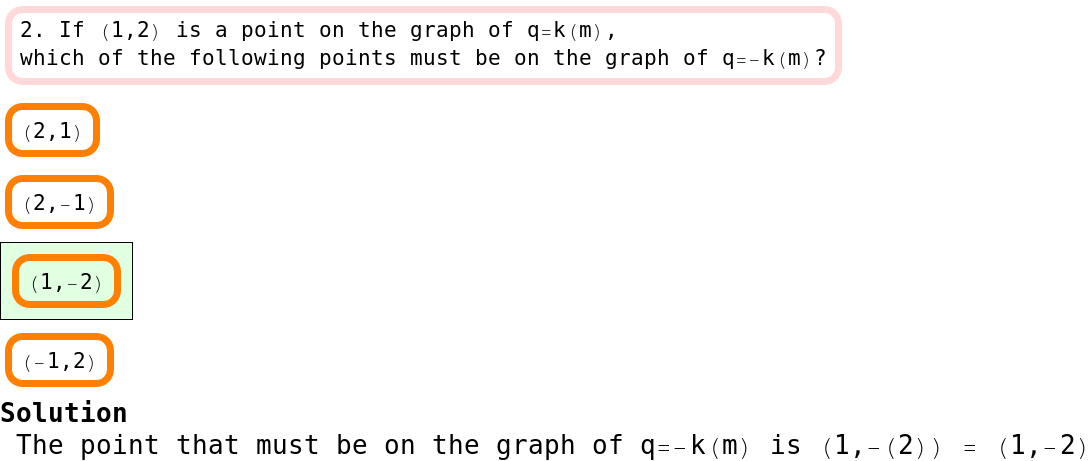 2. If (1,2) is a point on the graph of q=k(m),
which of the following points must be on the graph of q=-k(m)?
(2,1)
(2,-1)
(1,-2)
(-1,2)
Solution
The point that must be on the graph of q=-k(m) is (1,-(2)) = (1,-2)